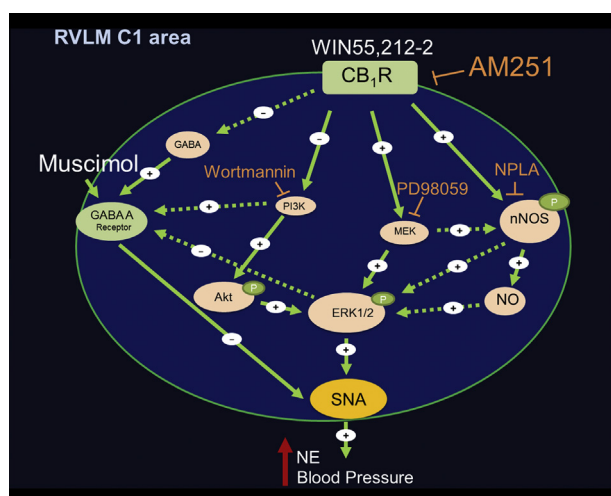 RVLM C1 area
WIN55,212-2
CB1R
AM251
GABA
Muscimol
Wortmannin
NPLA
PD98059
P
GABAA
Receptor
PI3K
MEK
nNOS
Akt
P
ERK1/2
P
NO
SNA
NE
Blood Pressure
−
−
+
+
+
+
+
+
+
−
+
+
+
+
+
−
+
+